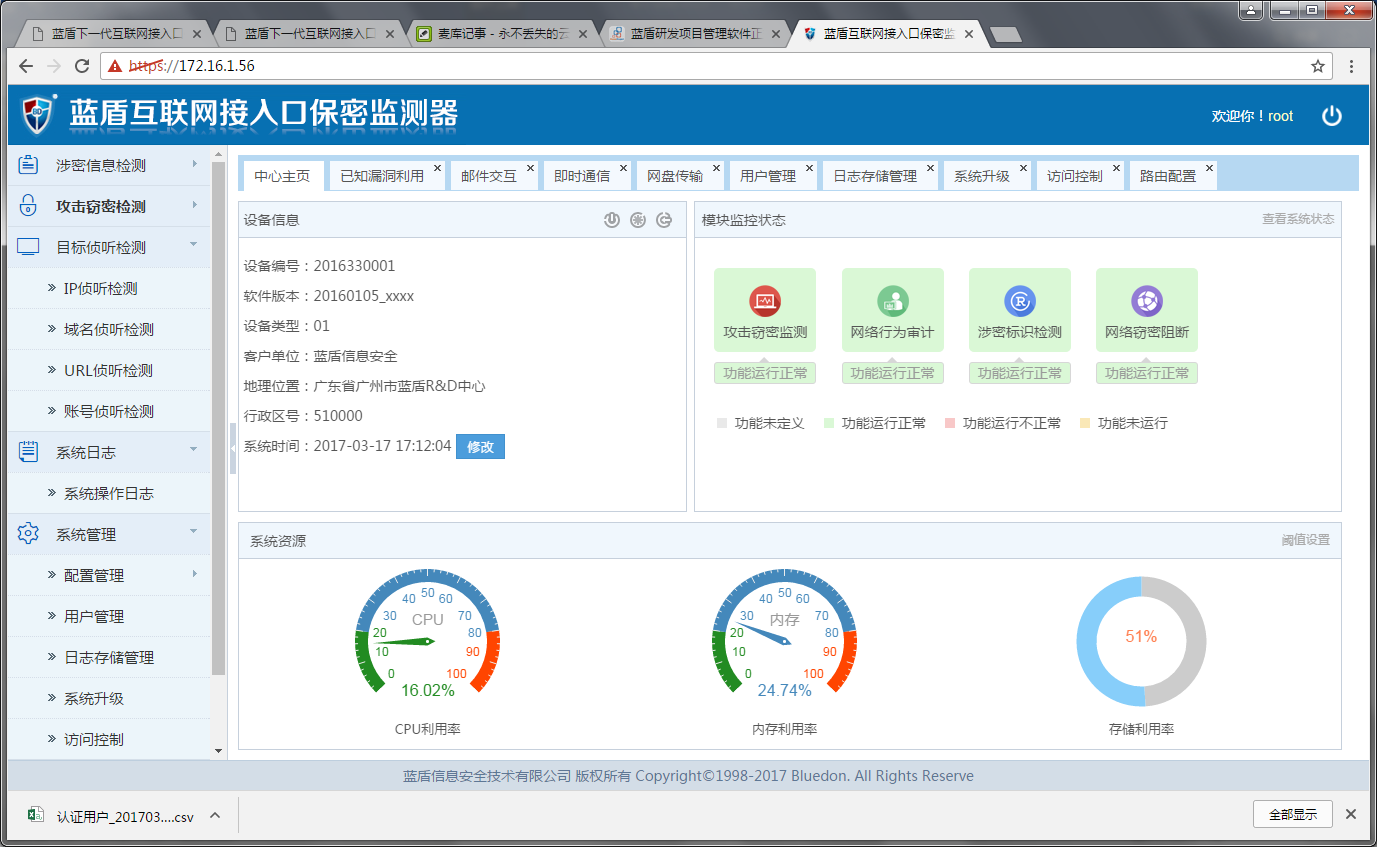 蓝盾下一代互联网接入口
蓝盾下一代互联网接入口
麦库记事 - 永不丢失的云
蓝盾研发项目管理软件正
蓝盾互联网接入口保密监
https://172.16.1.56
蓝盾互联网接入口保密监测器
欢迎你！root
涉密信息检测
攻击窃密检测
目标侦听检测
IP侦听检测
域名侦听检测
URL侦听检测
账号侦听检测
系统日志
系统操作日志
系统管理
配置管理
用户管理
日志存储管理
系统升级
访问控制
中心主页
已知漏洞利用
邮件交互
即时通信
网盘传输
用户管理
日志存储管理
系统升级
访问控制
路由配置
设备信息
设备编号：2016330001
软件版本：20160105_xxxx
设备类型：01
客户单位：蓝盾信息安全
地理位置：广东省广州市蓝盾R&D中心
行政区号：510000
系统时间：2017-03-17 17:12:04 修改
模块监控状态
查看系统状态
攻击窃密监测
网络行为审计
涉密标识检测
网络窃密阻断
功能运行正常
功能运行正常
功能运行正常
功能运行正常
功能未定义
功能运行正常
功能运行不正常
功能未运行
系统资源
阈值设置
0 10 20 30 40 50 60 70 80 90 100
CPU
16.02%
CPU利用率
0 10 20 30 40 50 60 70 80 90 100
内存
24.74%
内存利用率
51%
存储利用率
蓝盾信息安全技术有限公司 版权所有 Copyright©1998-2017 Bluedon. All Rights Reserve
认证用户_201703....csv
全部显示